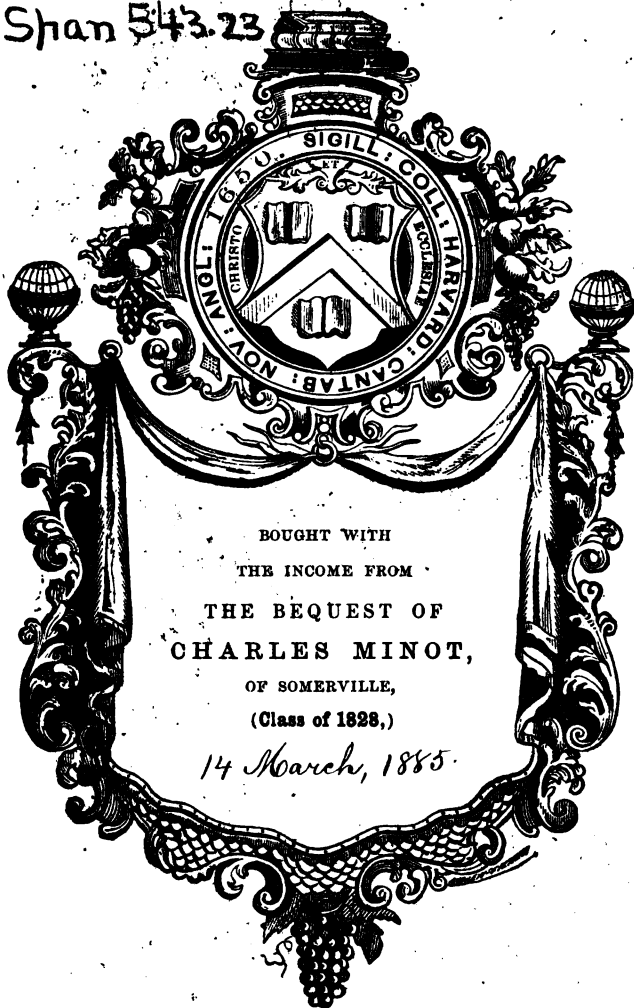 Span 543.23
SIGILL: COLL: HARVARD: CANTAB: NOV: ANGL: 1650.
CHRISTO ET ECCLESIAE
BOUGHT WITH
THE INCOME FROM
THE BEQUEST OF
CHARLES MINOT,
OF SOMERVILLE,
(Class of 1828,)
14 March, 1885.